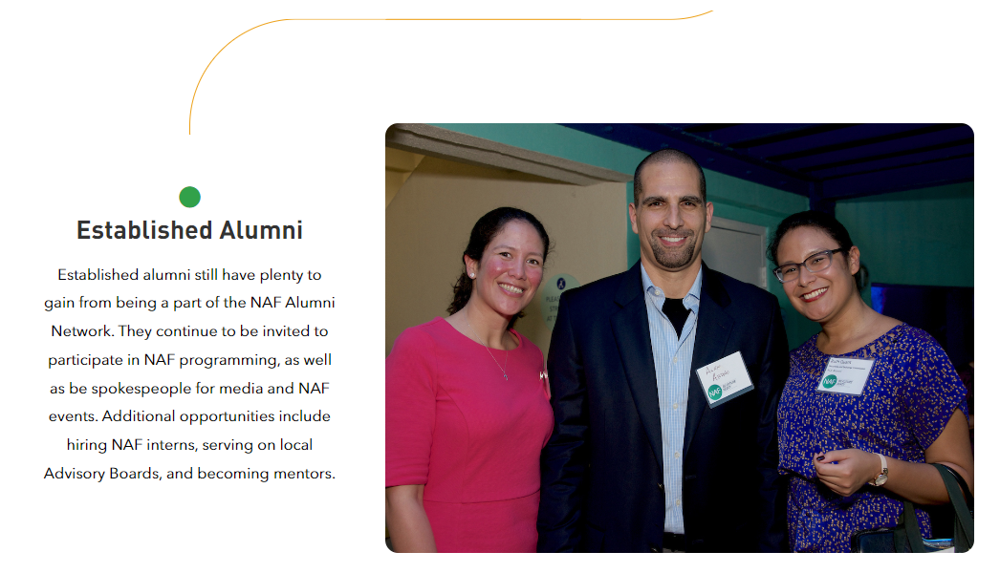 Established Alumni
Established alumni still have plenty to
gain from being a part of the NAF Alumni
Network. They continue to be invited to
participate in NAF programming, as well
as be spokespeople for media and NAF
events. Additional opportunities include
hiring NAF interns, serving on local
Advisory Boards, and becoming mentors.
NAF
NAF